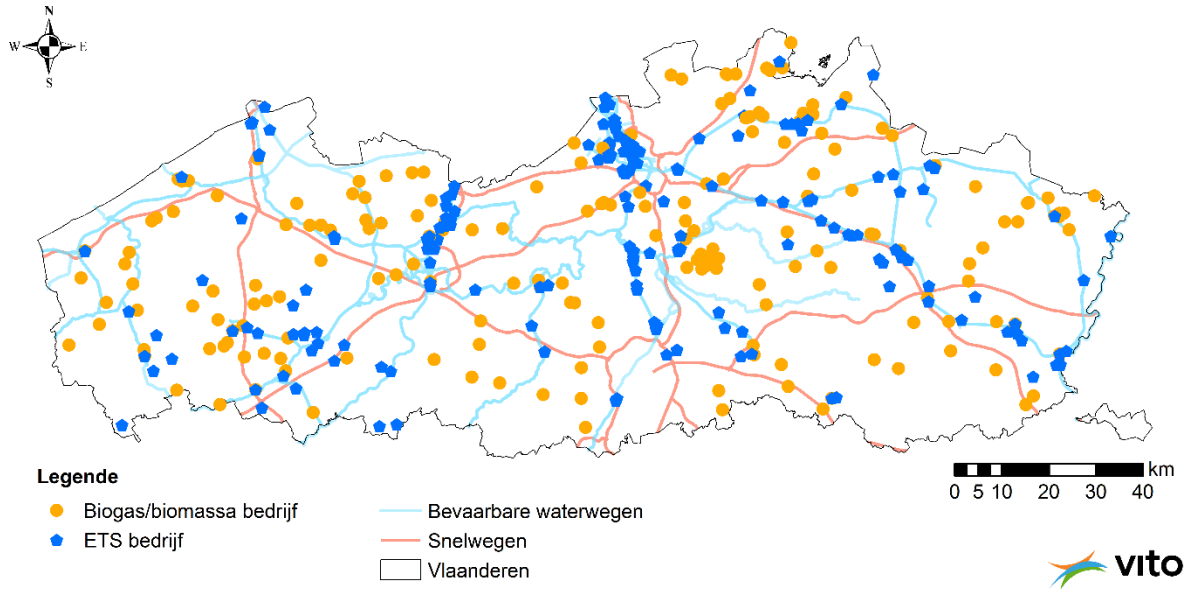 N
W E
S
Legende
Biogas/biomassa bedrijf
ETS bedrijf
Bevaarbare waterwegen
Snelwegen
Vlaanderen
km
0 5 10 20 30 40
vito